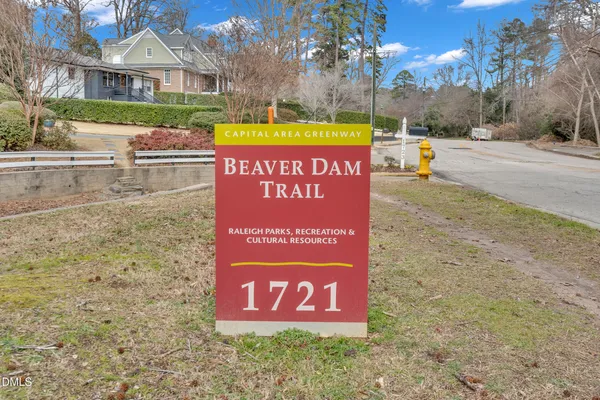 CAPITAL AREA GREENWAY
BEAVER DAM
TRAIL
RALEIGH PARKS, RECREATION &
CULTURAL RESOURCES
1721
DMLS